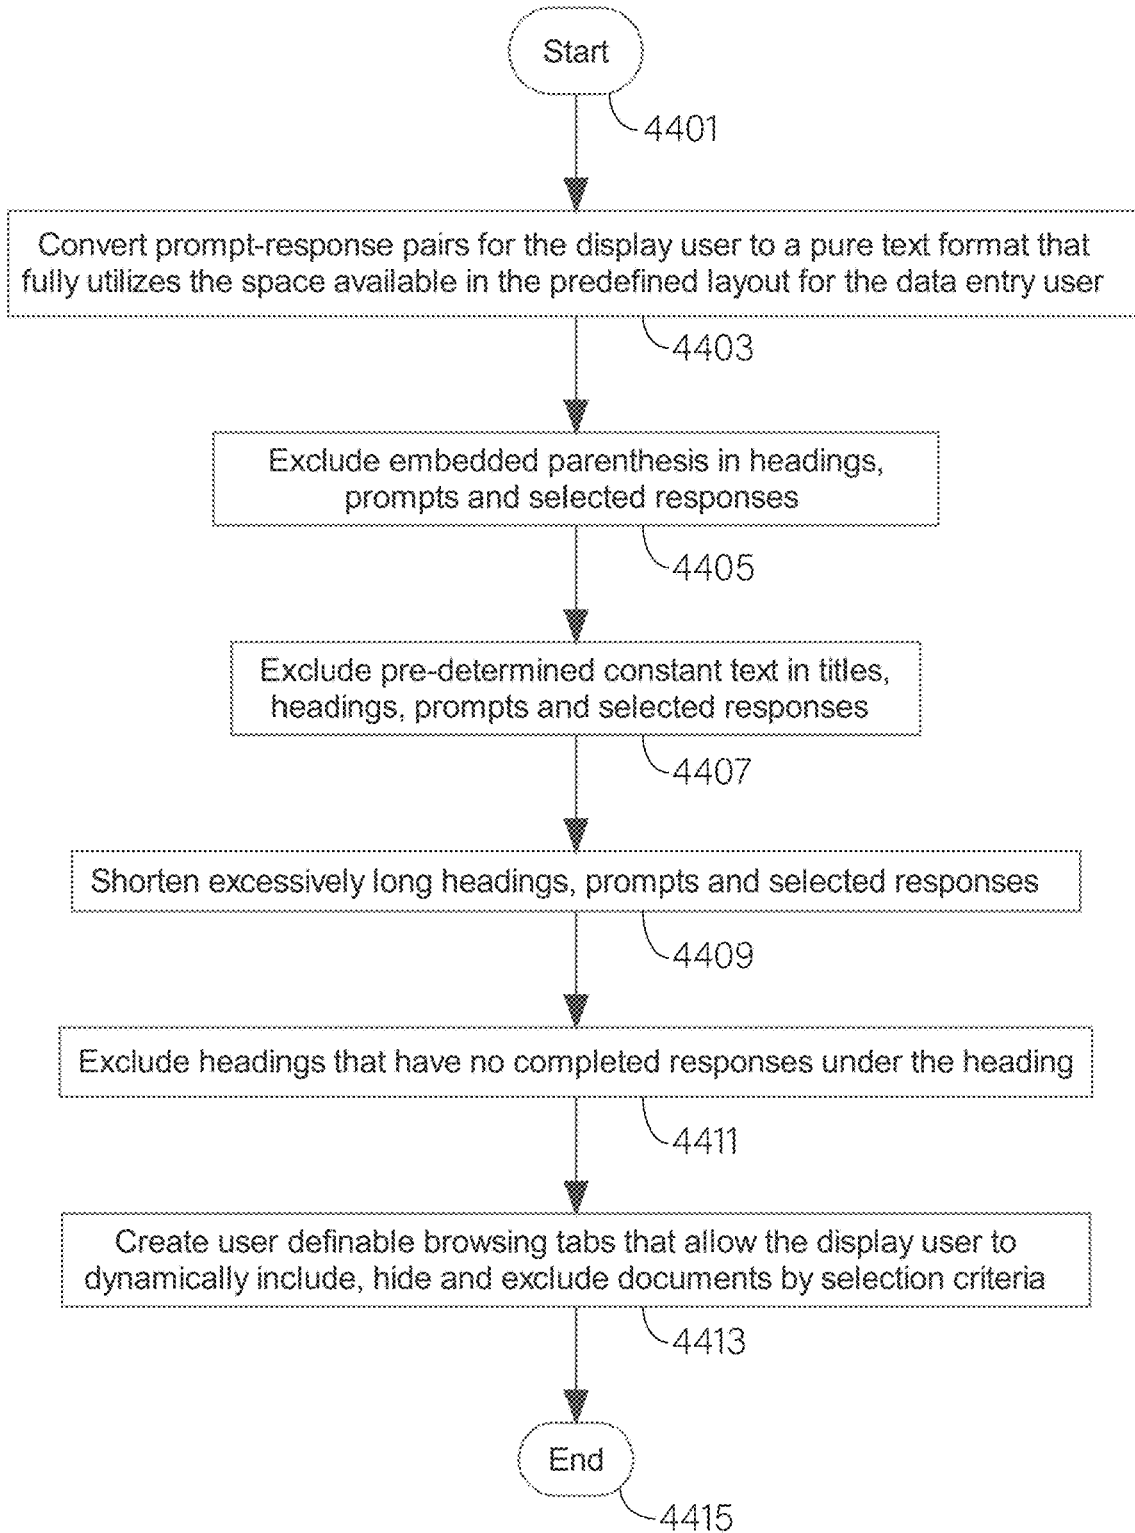 Start
4401
Convert prompt-response pairs for the display user to a pure text format that
fully utilizes the space available in the predefined layout for the data entry user
4403
Exclude embedded parenthesis in headings,
prompts and selected responses
4405
Exclude pre-determined constant text in titles,
headings, prompts and selected responses
4407
Shorten excessively long headings, prompts and selected responses
4409
Exclude headings that have no completed responses under the heading
4411
Create user definable browsing tabs that allow the display user to
dynamically include, hide and exclude documents by selection criteria
4413
End
4415